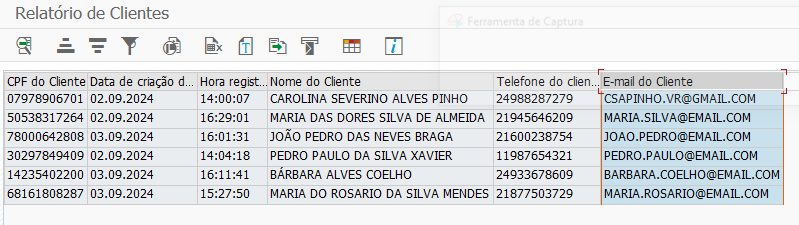 Relatório de Clientes
Ferramenta de Captura
CPF do Cliente Data de criação d... Hora regist... Nome do Cliente Telefone do clien... E-mail do Cliente
07978906701 02.09.2024 14:00:07 CAROLINA SEVERINO ALVES PINHO 24988287279 CSAPINHO.VR@GMAIL.COM
50538317264 02.09.2024 16:29:01 MARIA DAS DORES SILVA DE ALMEIDA 21945646209 MARIA.SILVA@EMAIL.COM
78000642808 03.09.2024 16:01:31 JOÃO PEDRO DAS NEVES BRAGA 21600238754 JOAO.PEDRO@EMAIL.COM
30297849409 02.09.2024 14:04:18 PEDRO PAULO DA SILVA XAVIER 11987654321 PEDRO.PAULO@EMAIL.COM
14235402200 03.09.2024 16:11:41 BÁRBARA ALVES COELHO 24933678609 BARBARA.COELHO@EMAIL.COM
68161808287 03.09.2024 15:27:50 MARIA DO ROSARIO DA SILVA MENDES 21877503729 MARIA.ROSARIO@EMAIL.COM